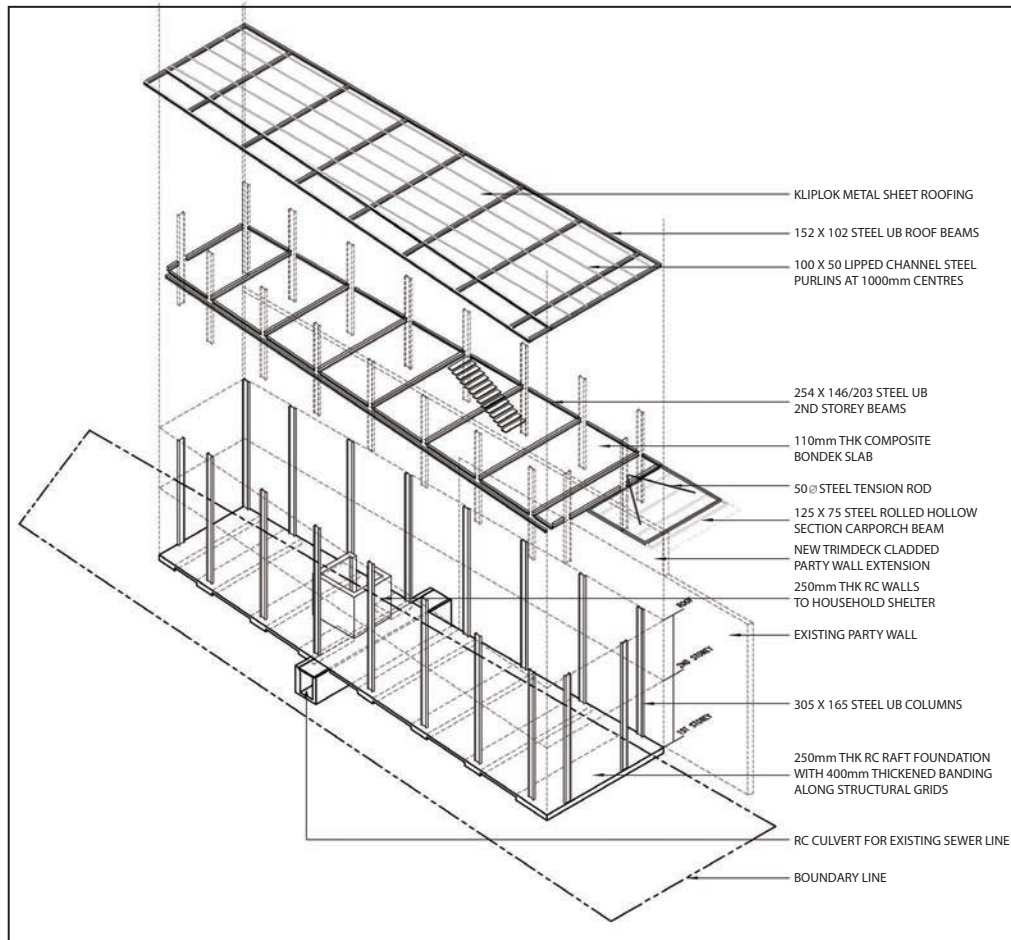 KLIPLOK METAL SHEET ROOFING
152 X 102 STEEL UB ROOF BEAMS
100 X 50 LIPPED CHANNEL STEEL
PURLINS AT 1000mm CENTRES
254 X 146/203 STEEL UB
2ND STOREY BEAMS
110mm THK COMPOSITE
BONDEK SLAB
50⌀ STEEL TENSION ROD
125 X 75 STEEL ROLLED HOLLOW
SECTION CARPORCH BEAM
NEW TRIMDECK CLADDED
PARTY WALL EXTENSION
250mm THK RC WALLS
TO HOUSEHOLD SHELTER
ROOF
EXISTING PARTY WALL
2ND STOREY
305 X 165 STEEL UB COLUMNS
1ST STOREY
250mm THK RC RAFT FOUNDATION
WITH 400mm THICKENED BANDING
ALONG STRUCTURAL GRIDS
RC CULVERT FOR EXISTING SEWER LINE
BOUNDARY LINE